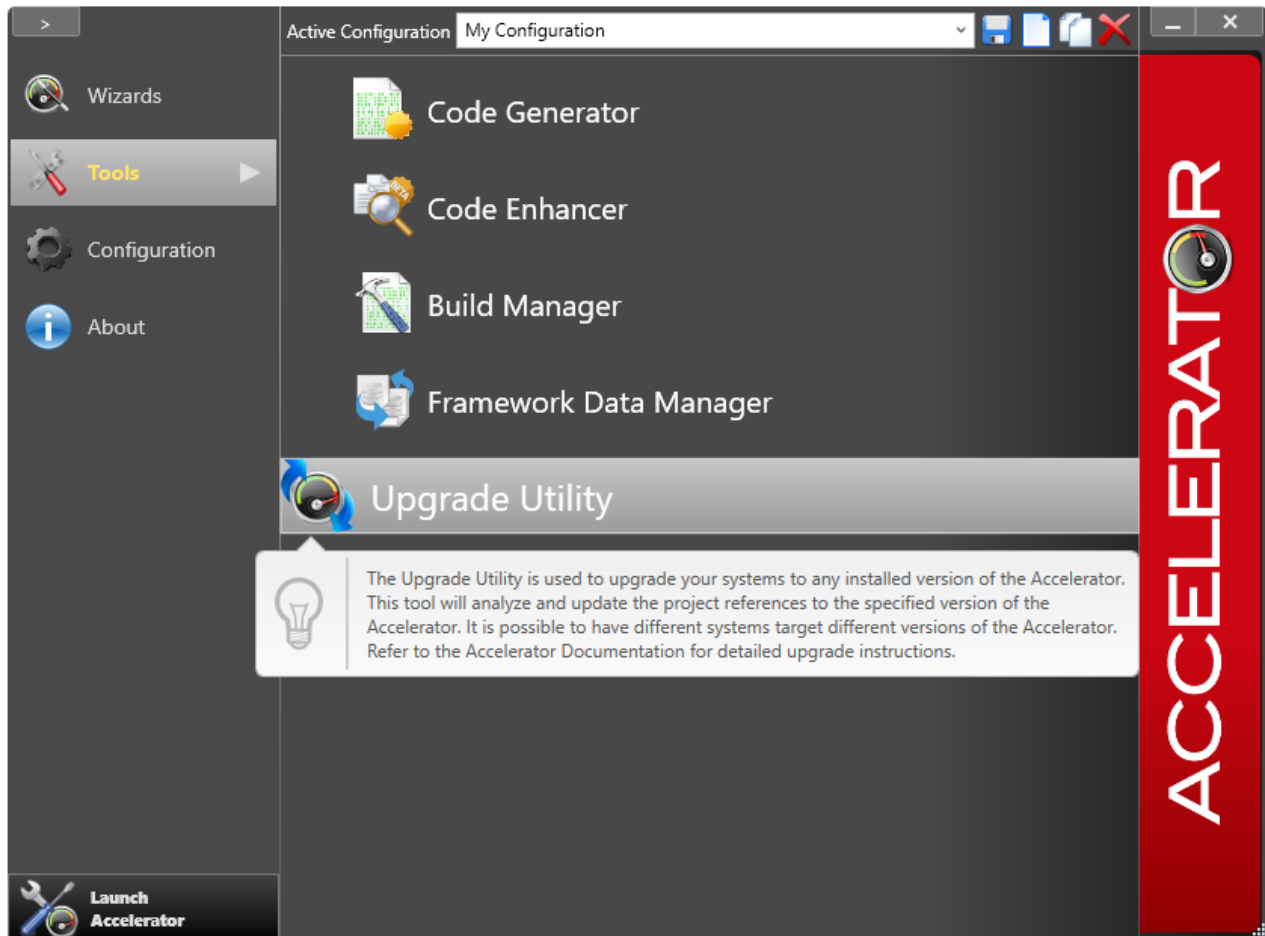 >
Active Configuration My Configuration
Wizards
Tools
Configuration
About
Code Generator
BETA
Code Enhancer
Build Manager
Framework Data Manager
Upgrade Utility
The Upgrade Utility is used to upgrade your systems to any installed version of the Accelerator.
This tool will analyze and update the project references to the specified version of the
Accelerator. It is possible to have different systems target different versions of the Accelerator.
Refer to the Accelerator Documentation for detailed upgrade instructions.
Launch
Accelerator
ACCELERATOR